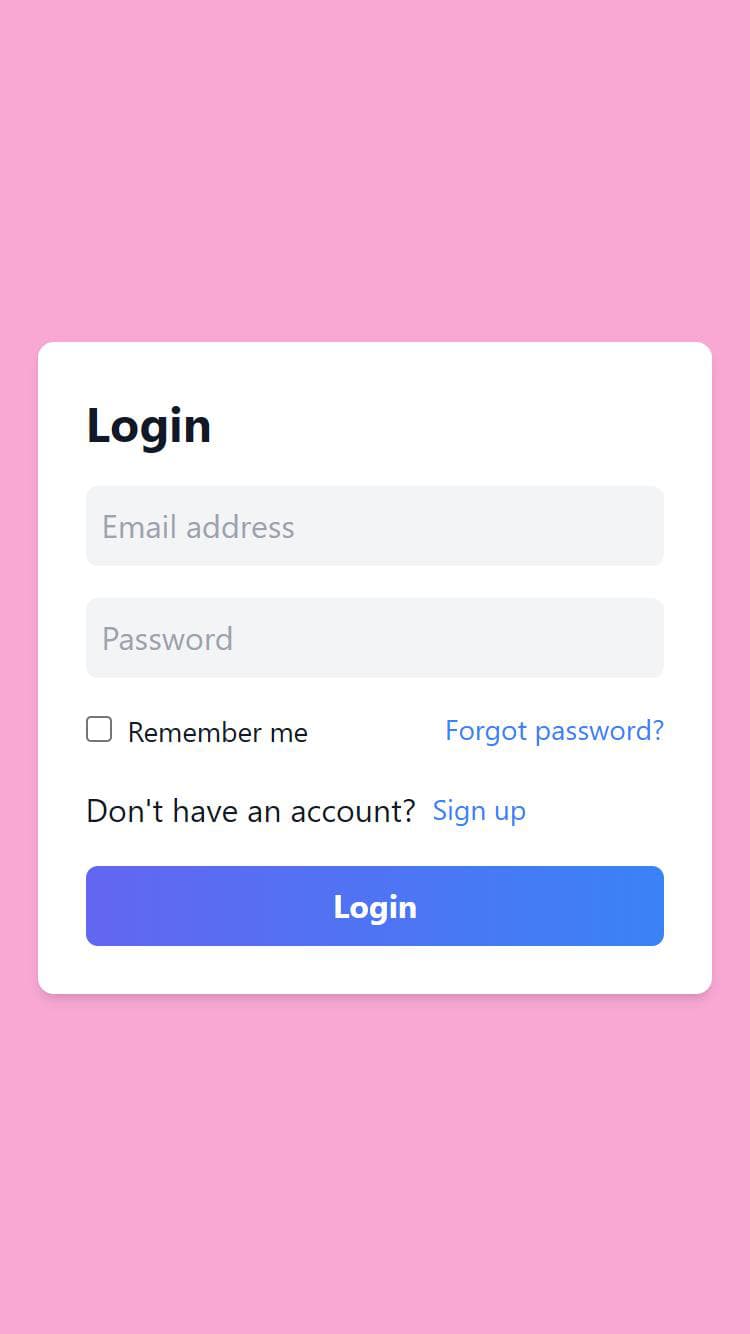 Login
Email address
Password
Remember me Forgot password?
Don't have an account? Sign up
Login